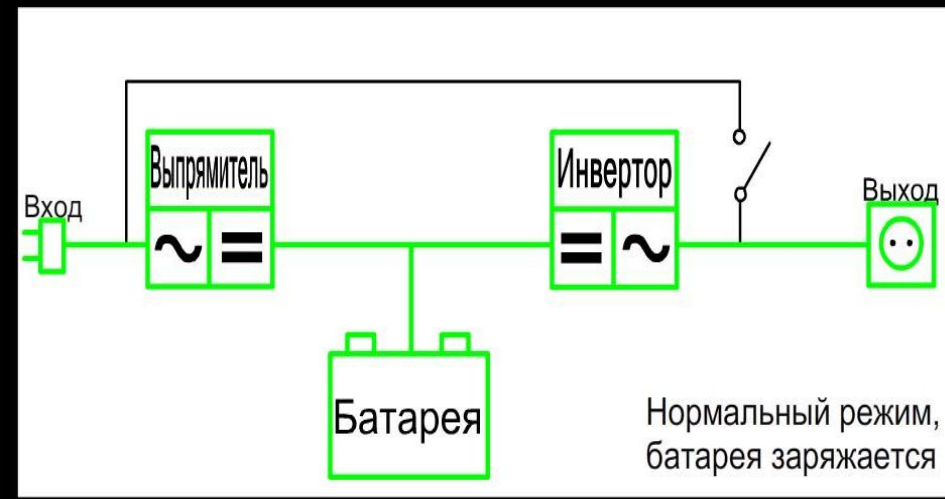 Выпрямитель
Инвертор
Вход
Выход
~ =
= ~
Батарея
Нормальный режим,
батарея заряжается